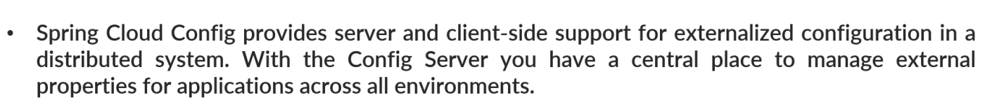 • Spring Cloud Config provides server and client-side support for externalized configuration in a
distributed system. With the Config Server you have a central place to manage external
properties for applications across all environments.